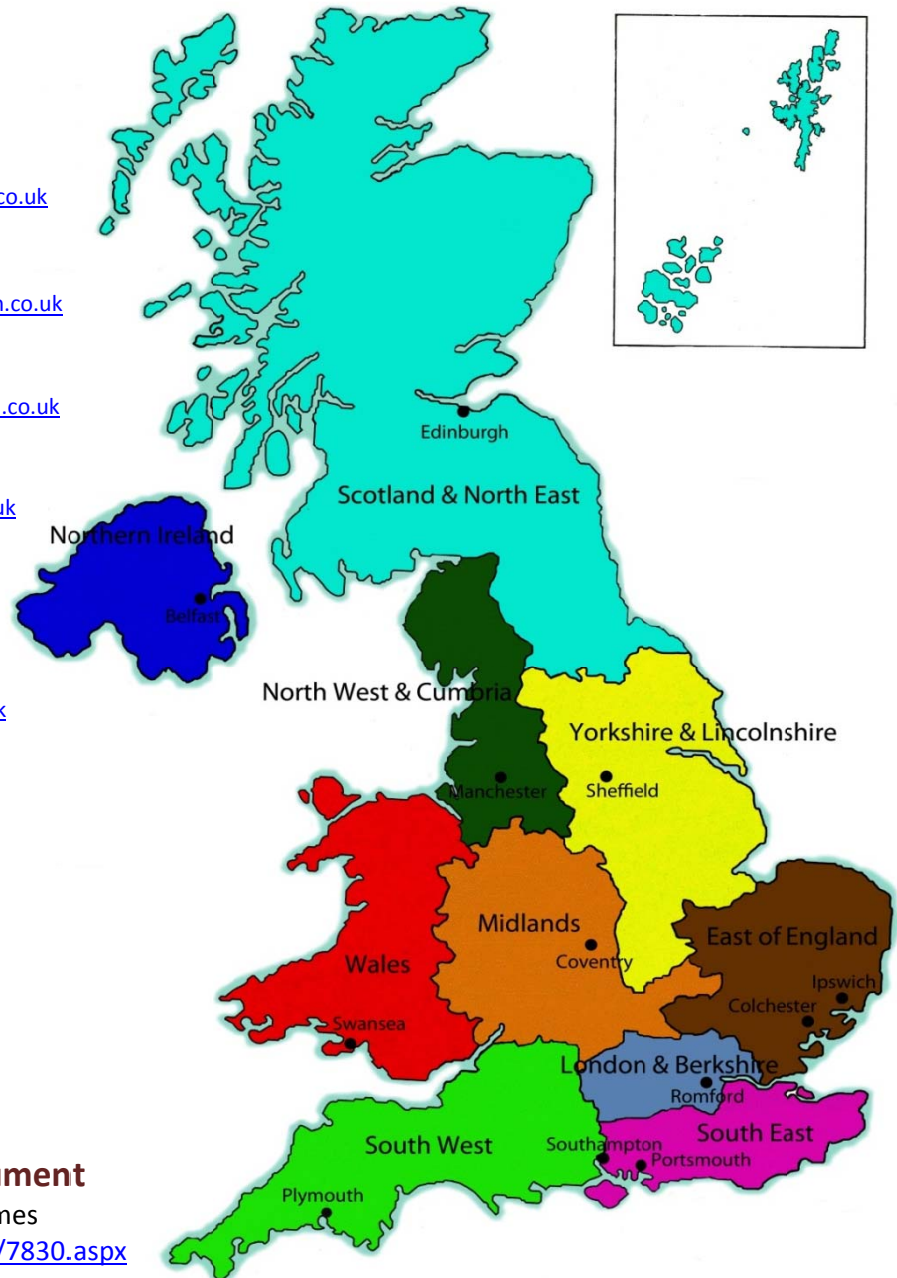 co.uk
.co.uk
.co.uk
uk
k
Edinburgh
Scotland & North East
Northern Ireland
Belfast
North West & Cumbria
Yorkshire & Lincolnshire
Manchester
Sheffield
Midlands
East of England
Coventry
Wales
Ipswich
Colchester
Swansea
London & Berkshire
Romford
South East
South West
Southampton
Portsmouth
Plymouth
ument
mes
/7830.aspx